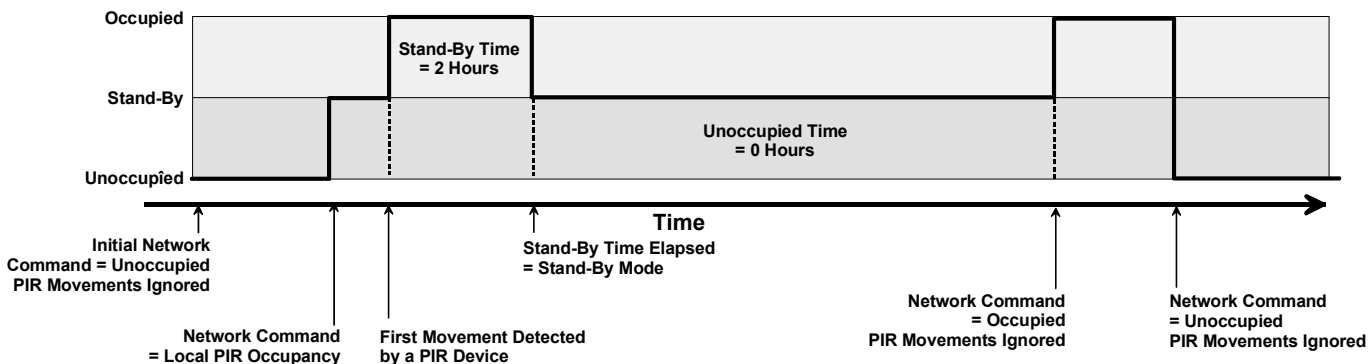 Occupied
Stand-By Time
= 2 Hours
Stand-By
Unoccupied Time
= 0 Hours
Unoccupied
Time
Initial Network
Command = Unoccupied
PIR Movements Ignored
Stand-By Time Elapsed
= Stand-By Mode
Network Command
= Local PIR Occupancy
First Movement Detected
by a PIR Device
Network Command
= Occupied
PIR Movements Ignored
Network Command
= Unoccupied
PIR Movements Ignored